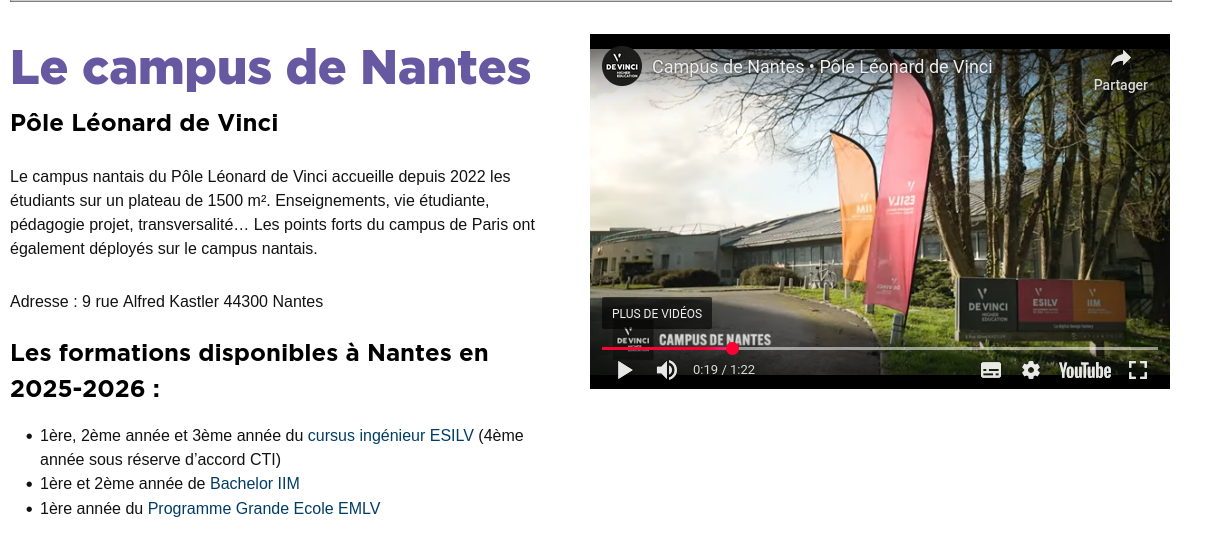 Le campus de Nantes
Pôle Léonard de Vinci
Le campus nantais du Pôle Léonard de Vinci accueille depuis 2022 les
étudiants sur un plateau de 1500 m². Enseignements, vie étudiante,
pédagogie projet, transversalité… Les points forts du campus de Paris ont
également déployés sur le campus nantais.
Adresse : 9 rue Alfred Kastler 44300 Nantes
Les formations disponibles à Nantes en
2025-2026 :
• 1ère, 2ème année et 3ème année du cursus ingénieur ESILV (4ème
année sous réserve d’accord CTI)
• 1ère et 2ème année de Bachelor IIM
• 1ère année du Programme Grande Ecole EMLV
DE VINCI
HIGHER
EDUCATION
Campus de Nantes • Pôle Léonard de Vinci
Partager
IIM
ESILV
DE VINCI
HIGHER
EDUCATION
ESILV
IIM
PLUS DE VIDÉOS
DE VINCI
CAMPUS DE NANTES
0:19 / 1:22
YouTube